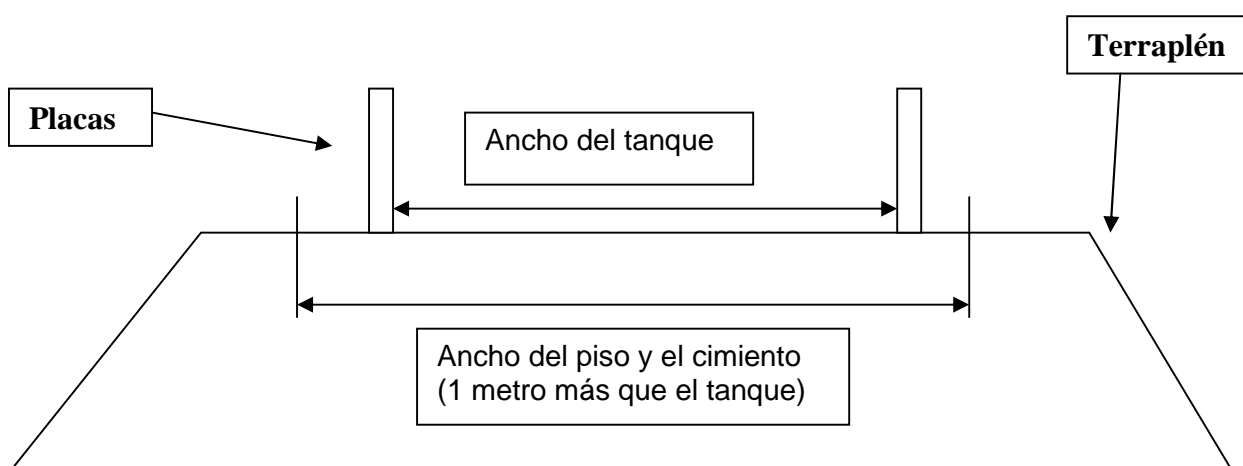 Terraplén
Placas
Ancho del tanque
Ancho del piso y el cimiento
(1 metro más que el tanque)